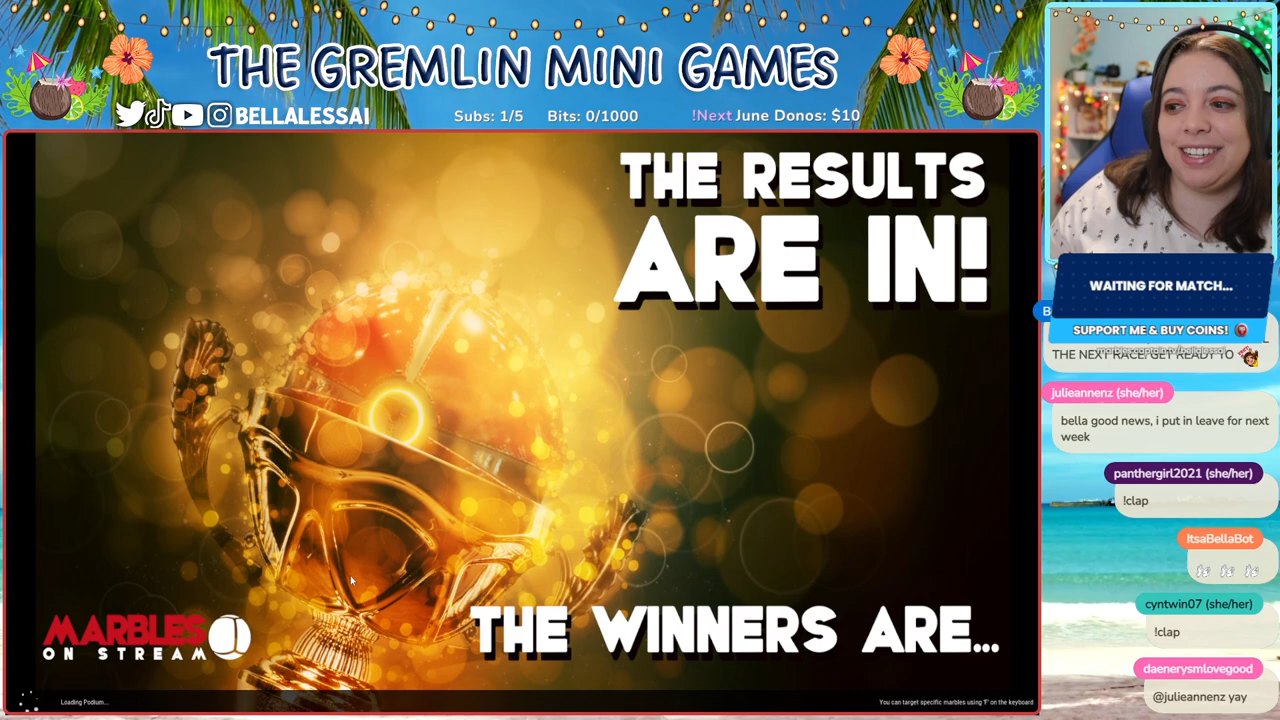 THE GREMLIN MINI GAMES
BELLALESSAI
Subs: 1/5
Bits: 0/1000
!Next June Donos: $10
THE RESULTS
ARE IN!
THE WINNERS ARE...
MARBLES
ON STREAM
Loading Podium...
You can target specific marbles using 'F' on the keyboard
WAITING FOR MATCH...
SUPPORT ME & BUY COINS!
THE NEXT RACE! GET READY TO
julieannenz (she/her)
bella good news, i put in leave for next
week
panthergirl2021 (she/her)
!clap
ItsaBellaBot
cyntwin07 (she/her)
!clap
daenerysmlovegood
@julieannenz yay